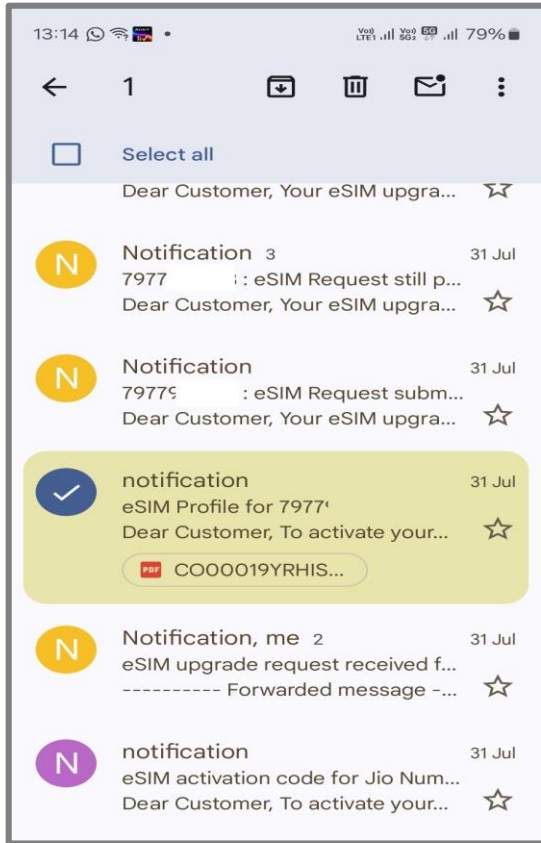 13:14 79%
1
Select all
Dear Customer, Your eSIM upgra...
Notification 3 31 Jul
7977 : eSIM Request still p...
Dear Customer, Your eSIM upgra...
Notification 31 Jul
7977 : eSIM Request subm...
Dear Customer, Your eSIM upgra...
notification 31 Jul
eSIM Profile for 7977
Dear Customer, To activate your...
PDF CO00019YRHIS...
Notification, me 2 31 Jul
eSIM upgrade request received f...
---------- Forwarded message -...
notification 31 Jul
eSIM activation code for Jio Num...
Dear Customer, To activate your...
N
N
N
N